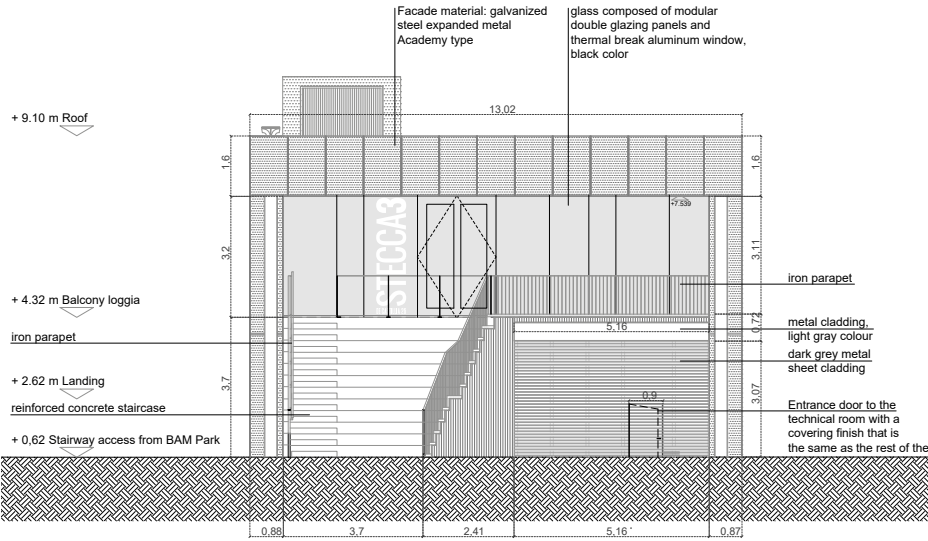 Facade material: galvanized
steel expanded metal
Academy type
glass composed of modular
double glazing panels and
thermal break aluminum window,
black color
13,02
+ 9.10 m Roof
1,6
1,6
+7.539
ESTECCA3
3,2
3,11
iron parapet
+ 4.32 m Balcony loggia
0,72
metal cladding,
light gray colour
5,16
iron parapet
dark grey metal
sheet cladding
+ 2.62 m Landing
3,7
3,07
0,9
reinforced concrete staircase
Entrance door to the
technical room with a
covering finish that is
the same as the rest of the
+ 0,62 Stairway access from BAM Park
0,88
3,7
2,41
5,16
0,87